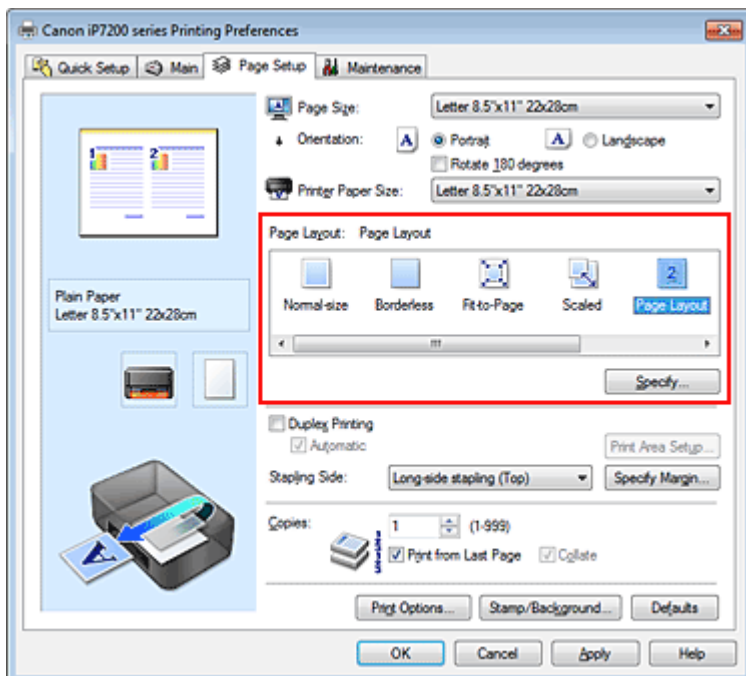 Canon iP7200 series Printing Preferences
Quick Setup Main Page Setup Maintenance
1 2
Plain Paper
Letter 8.5"x11" 22x28cm
Page Size: Letter 8.5"x11" 22x28cm
Orientation: A Portrait A Landscape
Rotate 180 degrees
Printer Paper Size: Letter 8.5"x11" 22x28cm
Page Layout: Page Layout
2
Normal-size Borderless Fit-to-Page Scaled Page Layout
Specify...
Duplex Printing
Automatic Print Area Setup...
Stapling Side: Long-side stapling (Top) Specify Margin...
Copies: 1 (1-999)
Print from Last Page Collate
A
Print Options... Stamp/Background... Defaults
OK Cancel Apply Help